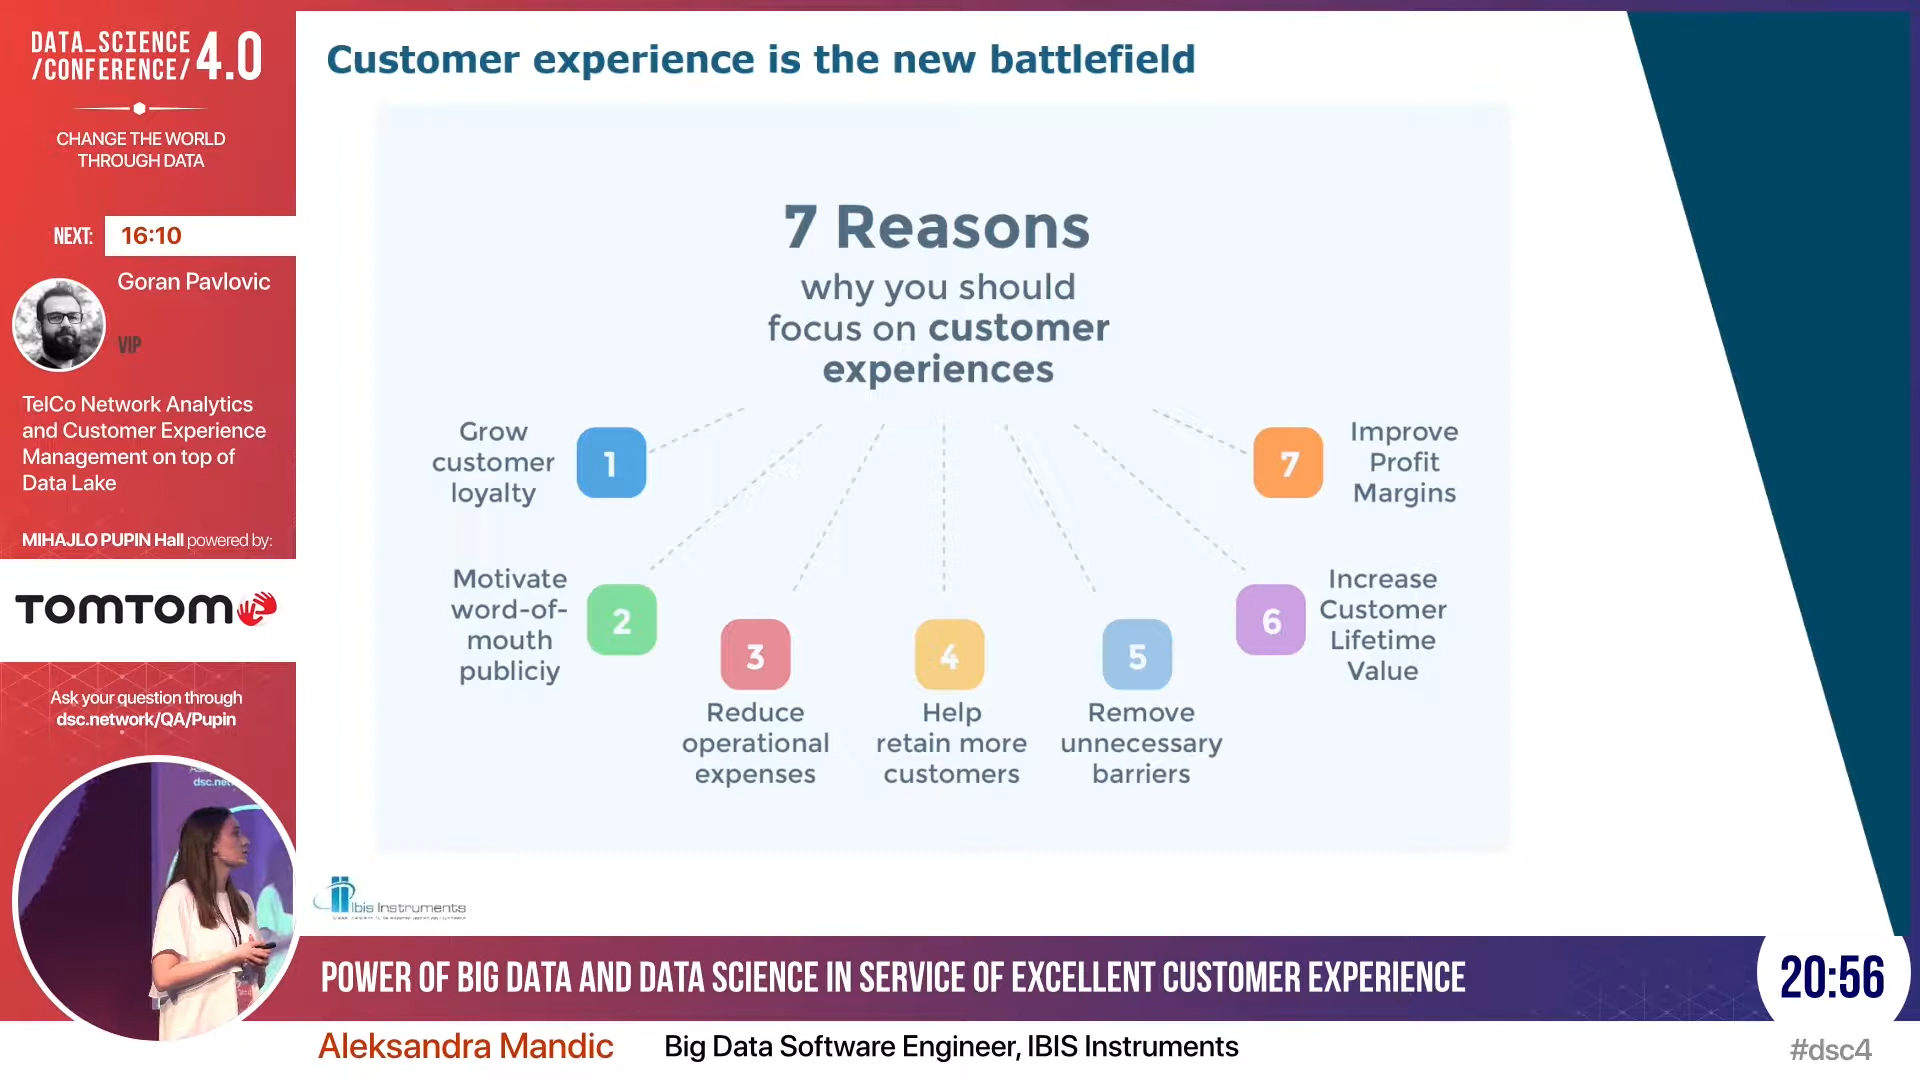 DATA_SCIENCE
/CONFERENCE/ 4.0
CHANGE THE WORLD
THROUGH DATA
NEXT:
16:10
Goran Pavlovic
VIP
TelCo Network Analytics
and Customer Experience
Management on top of
Data Lake
MIHAJLO PUPIN Hall powered by:
TOMTOM
Ask your question through
dsc.network/QA/Pupin
dsc.net
Customer experience is the new battlefield
7 Reasons
why you should
focus on customer
experiences
Grow
customer
loyalty
1
Motivate
word-of-
mouth
publiciy
2
3
Reduce
operational
expenses
4
Help
retain more
customers
5
Remove
unnecessary
barriers
6
Increase
Customer
Lifetime
Value
7
Improve
Profit
Margins
Ibis Instruments
POWER OF BIG DATA AND DATA SCIENCE IN SERVICE OF EXCELLENT CUSTOMER EXPERIENCE
20:56
Aleksandra Mandic
Big Data Software Engineer, IBIS Instruments
#dsc4